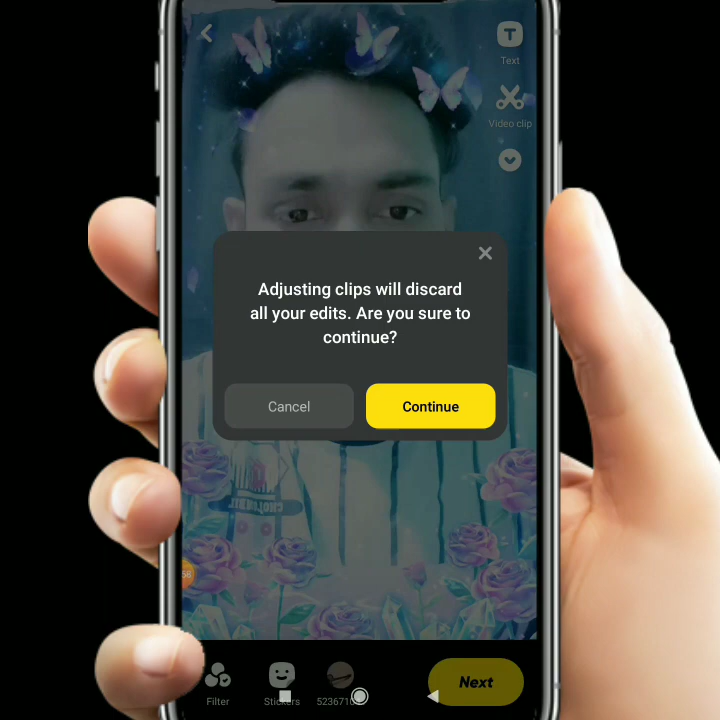 Text
Video clip
Adjusting clips will discard
all your edits. Are you sure to
continue?
Cancel
Continue
58
Filter
Stickers
Next